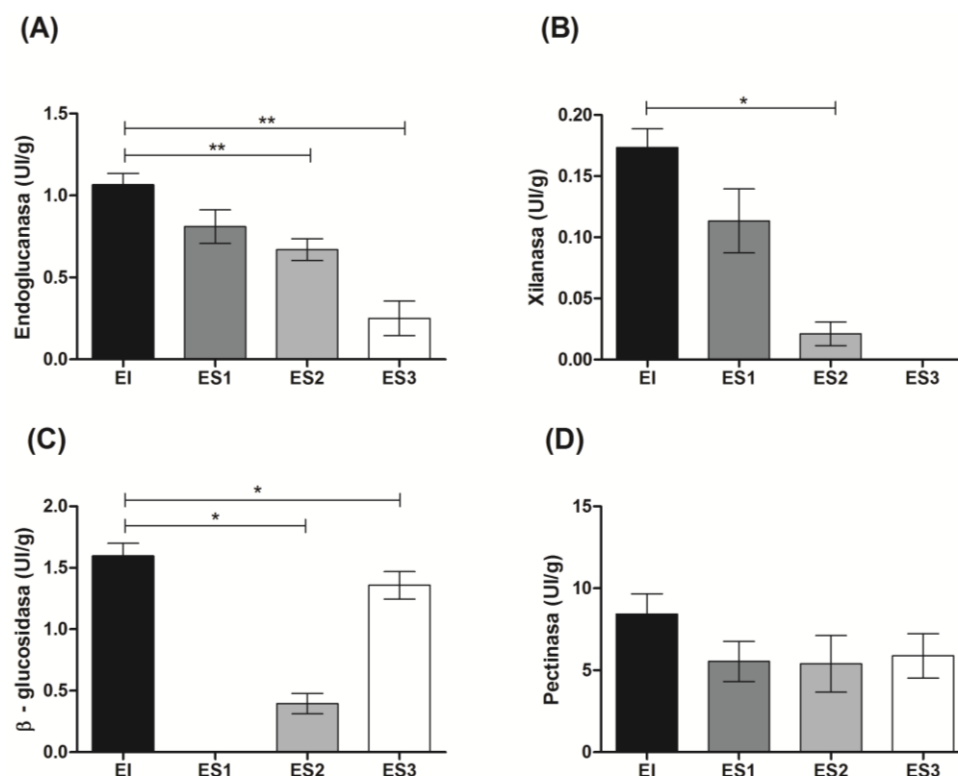 (A)
Endoglucanasa (UI/g)
1.5
1.0
0.5
0.0
**
**
EI ES1 ES2 ES3
(B)
Xilanasa (UI/g)
0.20
0.15
0.10
0.05
0.00
*
EI ES1 ES2 ES3
(C)
β - glucosidasa (UI/g)
2.0
1.5
1.0
0.5
0.0
*
*
EI ES1 ES2 ES3
(D)
Pectinasa (UI/g)
15
10
5
0
EI ES1 ES2 ES3